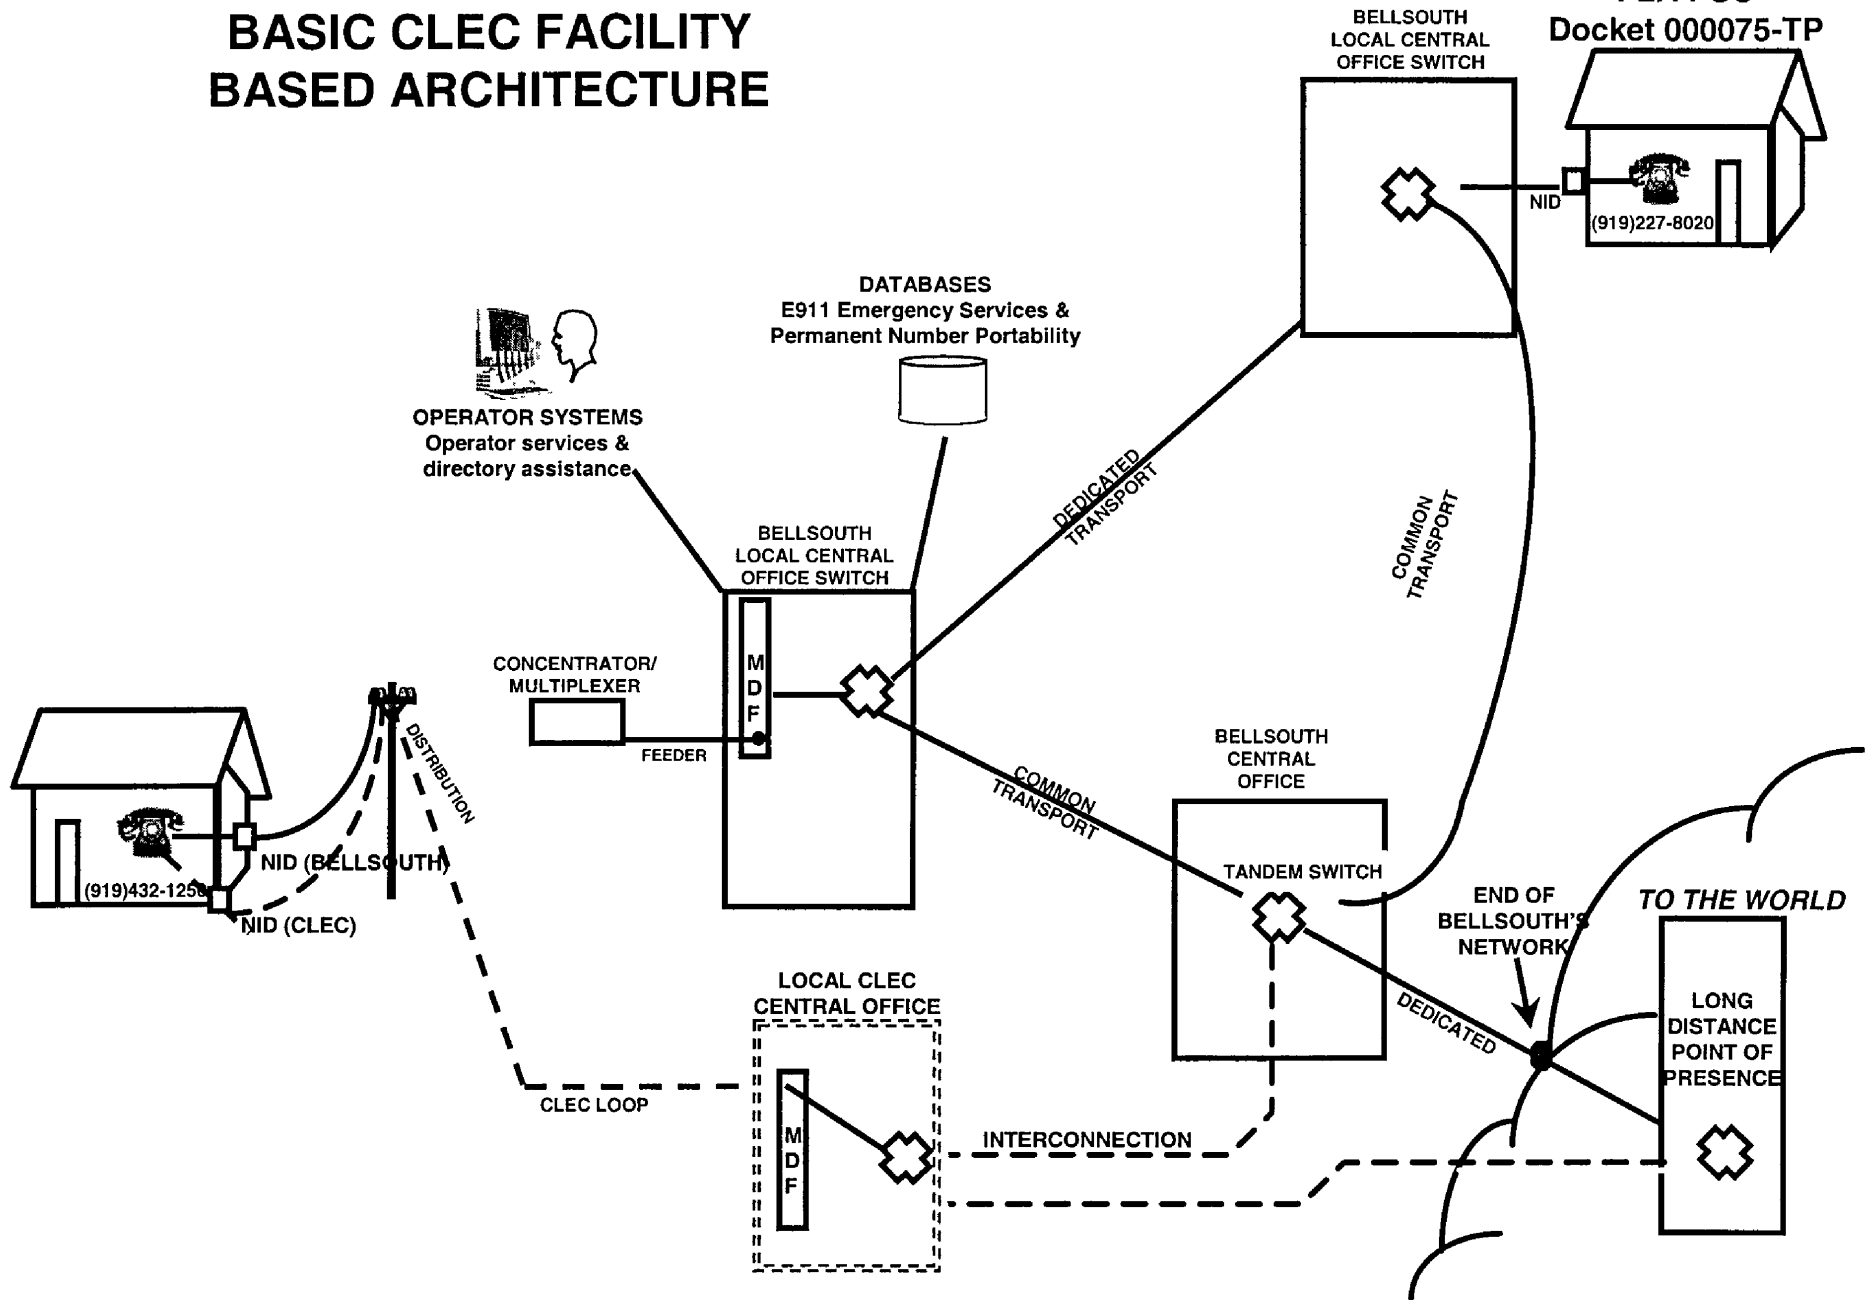 BASIC CLEC FACILITY
BASED ARCHITECTURE
Docket 000075-TP
BELLSOUTH
LOCAL CENTRAL
OFFICE SWITCH
NID
(919)227-8020
DATABASES
E911 Emergency Services &
Permanent Number Portability
OPERATOR SYSTEMS
Operator services &
directory assistance
DEDICATED
TRANSPORT
COMMON
TRANSPORT
BELLSOUTH
LOCAL CENTRAL
OFFICE SWITCH
M
D
F
CONCENTRATOR/
MULTIPLEXER
FEEDER
DISTRIBUTION
COMMON
TRANSPORT
BELLSOUTH
CENTRAL
OFFICE
TANDEM SWITCH
NID (BELLSOUTH)
(919)432-1250
NID (CLEC)
END OF
BELLSOUTH'S
NETWORK
TO THE WORLD
LONG
DISTANCE
POINT OF
PRESENCE
DEDICATED
LOCAL CLEC
CENTRAL OFFICE
CLEC LOOP
M
D
F
INTERCONNECTION